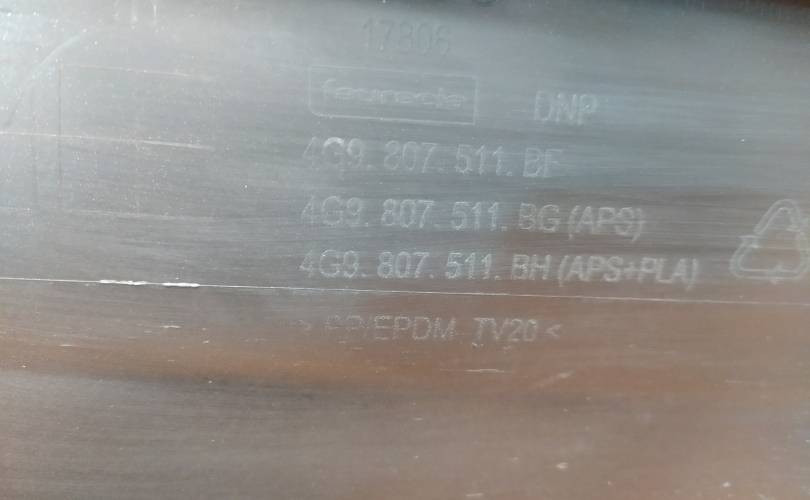 17806
faurecia DNP
4G9. 807. 511. BF
4G9. 807. 511. BG (APS)
4G9. 807. 511. BH (APS+PLA)
> PP/EPDM TV20 <